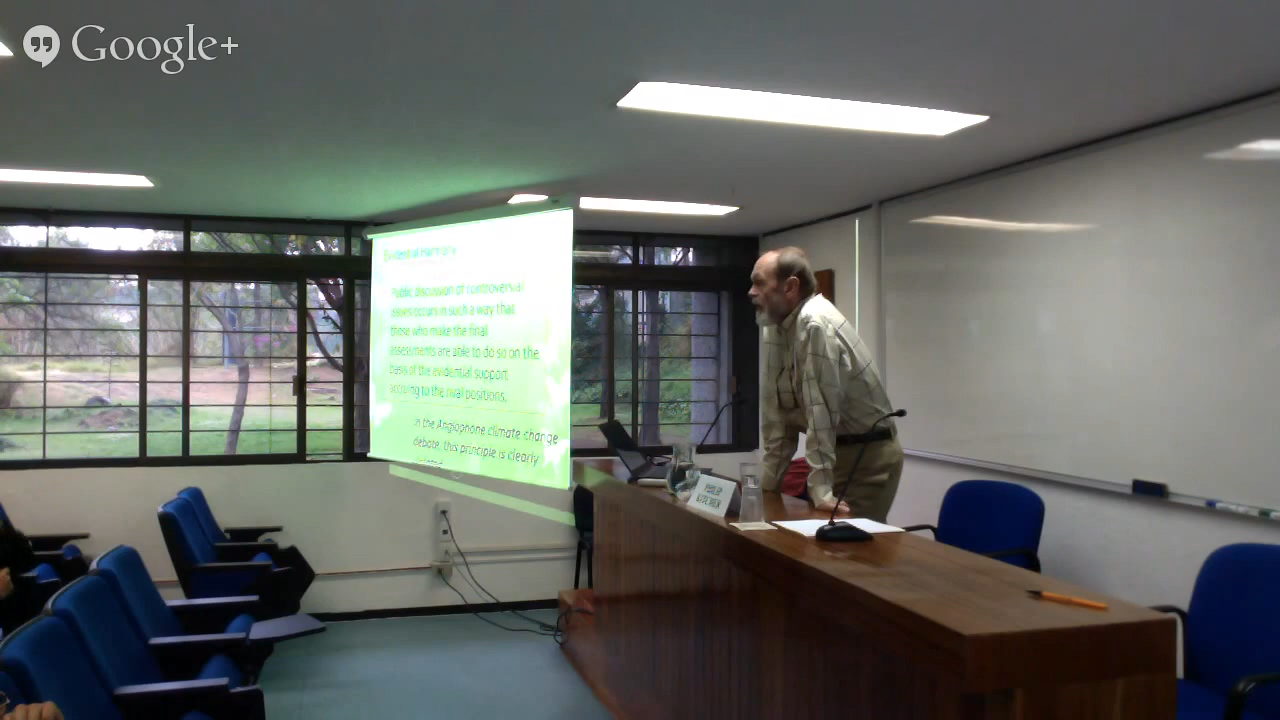 Google+
Evidential Harmony
Public discussion of controversial
issues occurs in such a way that
those who make the final
assessments are able to do so on the
basis of the evidential support
accruing to the rival positions.
In the Anglophone climate change
debate, this principle is clearly